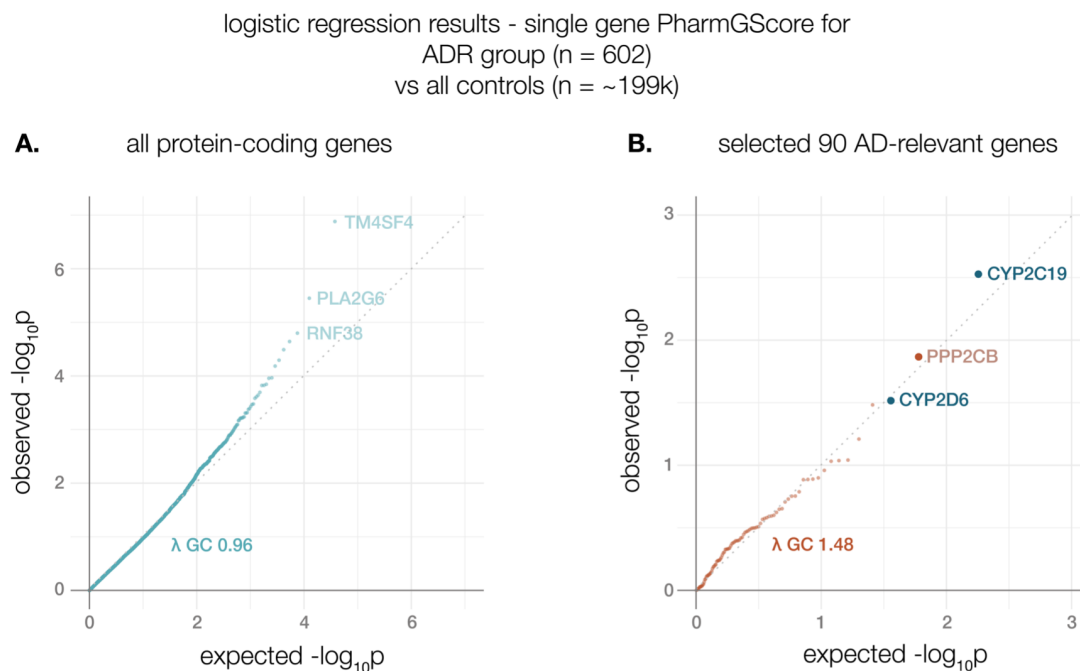 logistic regression results - single gene PharmGScore for
ADR group (n = 602)
vs all controls (n = ~199k)
A.
all protein-coding genes
TM4SF4
PLA2G6
RNF38
λ GC 0.96
observed -log10p
6
4
2
0
0 2 4 6
expected -log10p
B.
selected 90 AD-relevant genes
CYP2C19
PPP2CB
CYP2D6
λ GC 1.48
observed -log10p
3
2
1
0
0 1 2 3
expected -log10p